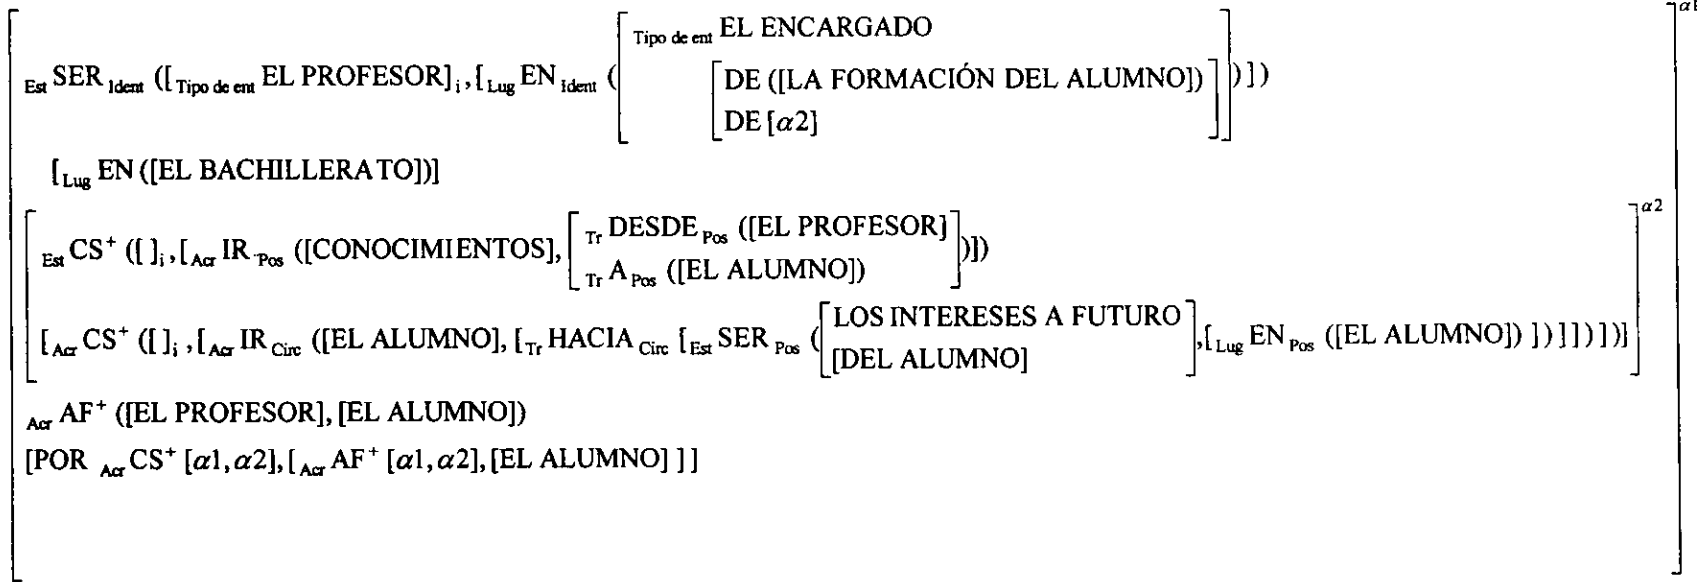 Tipo de ent EL ENCARGADO
Est SER Ident ([ Tipo de ent EL PROFESOR] i ,[ Lug EN Ident (
DE ([LA FORMACIÓN DEL ALUMNO])
)])
DE [α2]
[ Lug EN ([EL BACHILLERATO])]
Est CS+ ([ ] i ,[ Acr IR Pos ([CONOCIMIENTOS], [ Tr DESDE Pos ([EL PROFESOR]
Tr A Pos ([EL ALUMNO]) ] )])
[ Acr CS+ ([ ] i ,[ Acr IR Circ ([EL ALUMNO], [ Tr HACIA Circ [ Est SER Pos ( [ LOS INTERESES A FUTURO
[DEL ALUMNO] ] ,[ Lug EN Pos ([EL ALUMNO]) ])]]])])] α2
Acr AF+ ([EL PROFESOR], [EL ALUMNO])
[POR Acr CS+ [α1, α2], [ Acr AF+ [α1, α2], [EL ALUMNO] ] ]